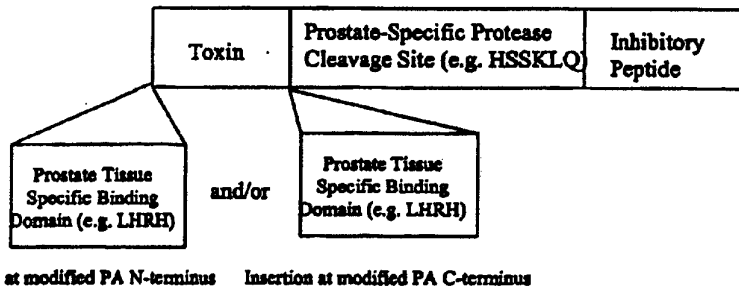 Toxin
Prostate-Specific Protease
Cleavage Site (e.g. HSSKLQ)
Inhibitory
Peptide
Prostate Tissue
Specific Binding
Domain (e.g. LHRH)
and/or
Prostate Tissue
Specific Binding
Domain (e.g. LHRH)
at modified PA N-terminus
Insertion at modified PA C-terminus